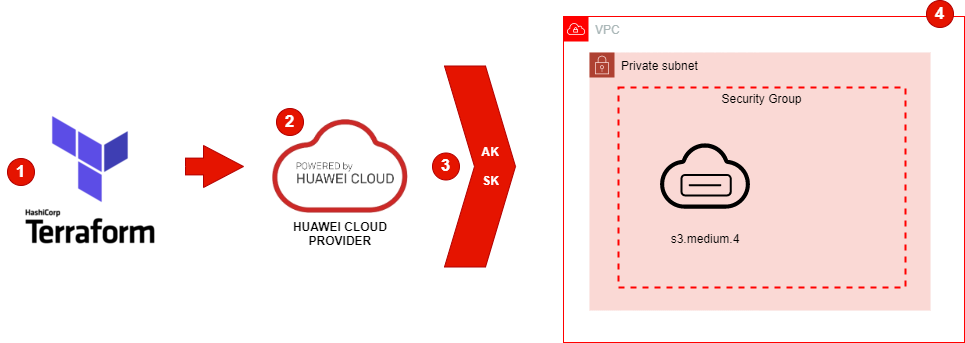 1
HashiCorp
Terraform
2
POWERED by
HUAWEI CLOUD
HUAWEI CLOUD
PROVIDER
3
AK
SK
4
VPC
Private subnet
Security Group
s3.medium.4